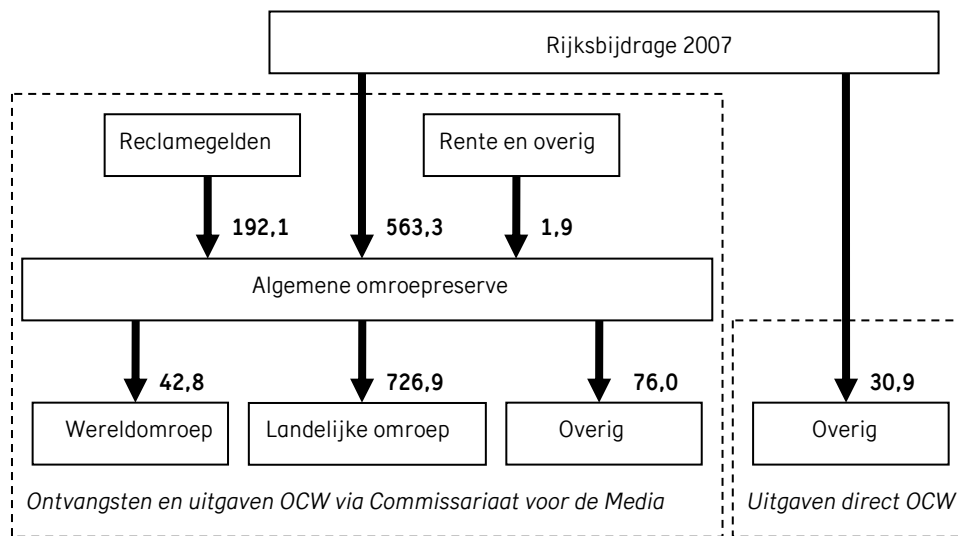 Rijksbijdrage 2007
Reclamegelden
Rente en overig
192,1
563,3
1,9
Algemene omroepreserve
42,8
726,9
76,0
30,9
Wereldomroep
Landelijke omroep
Overig
Overig
Ontvangsten en uitgaven OCW via Commissariaat voor de Media
Uitgaven direct OCW